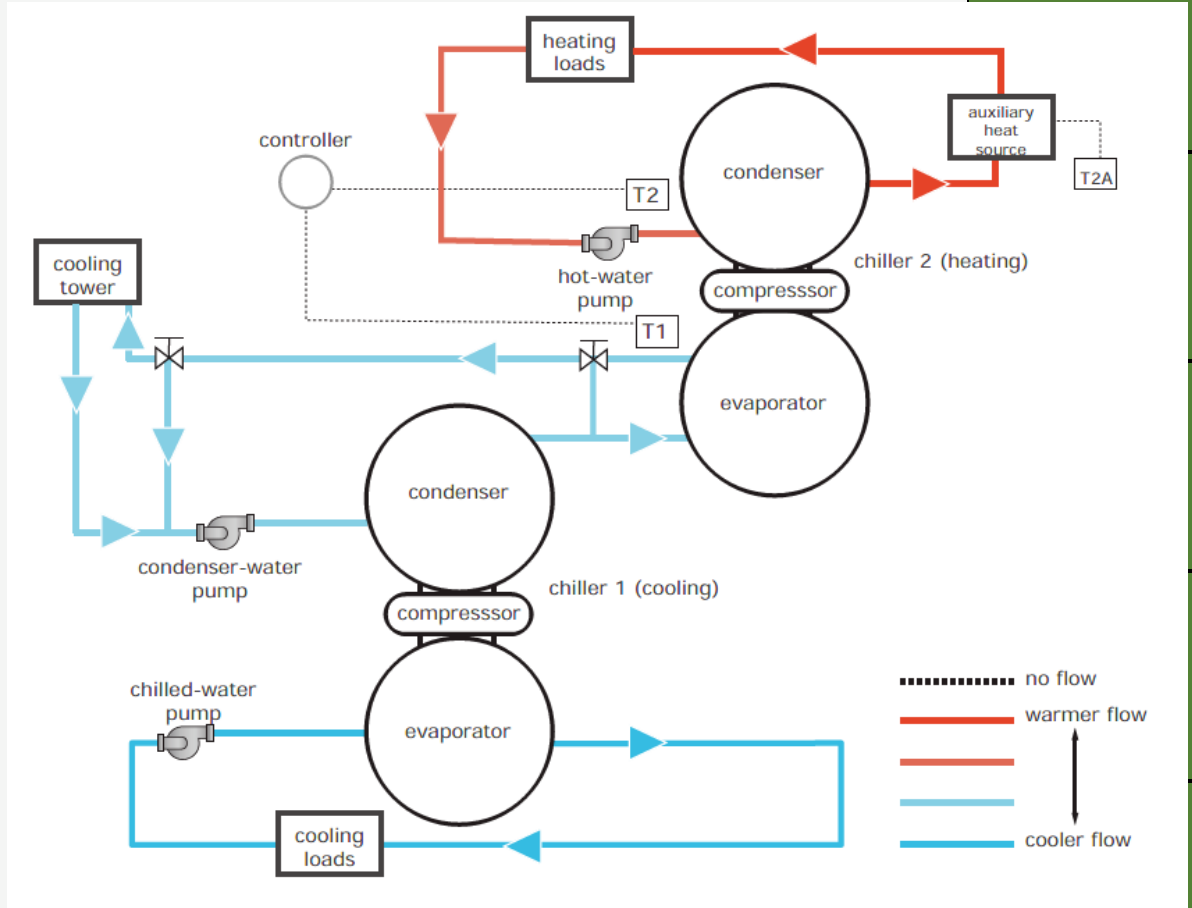 heating
loads
auxiliary
heat
source
controller
condenser
T2
T2A
cooling
tower
hot-water
pump
chiller 2 (heating)
compresssor
T1
evaporator
condenser
condenser-water
pump
chiller 1 (cooling)
compresssor
chilled-water
pump
evaporator
no flow
warmer flow
cooling
loads
cooler flow